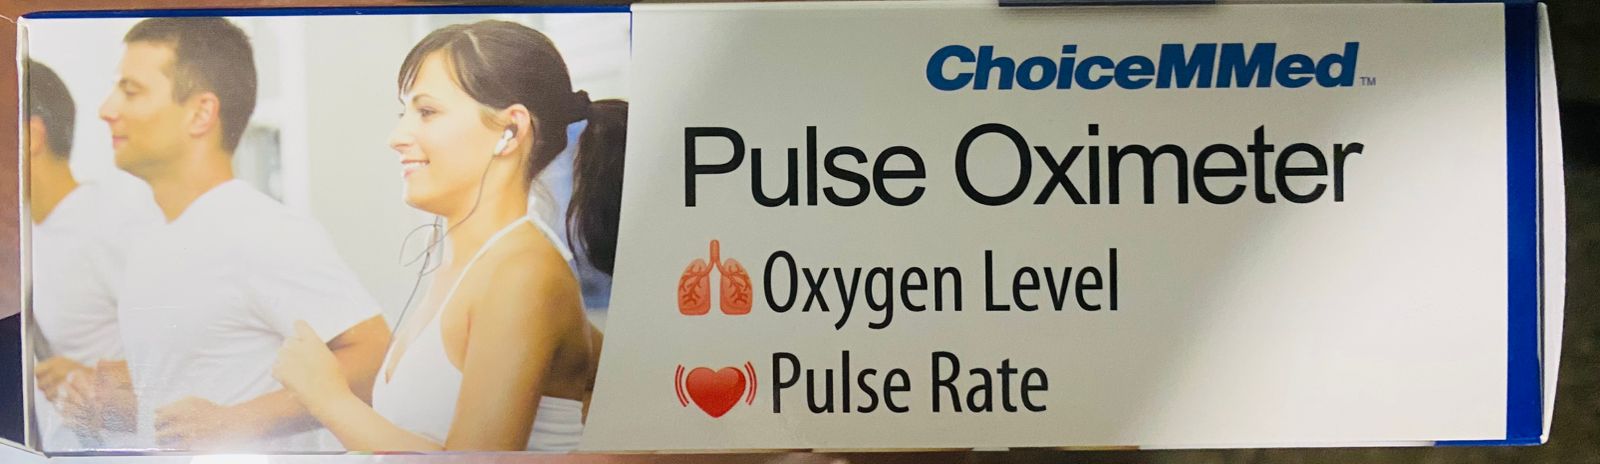 ChoiceMMed™
Pulse Oximeter
Oxygen Level
Pulse Rate